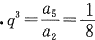 .q³ = a₅/a₂ = 1/8